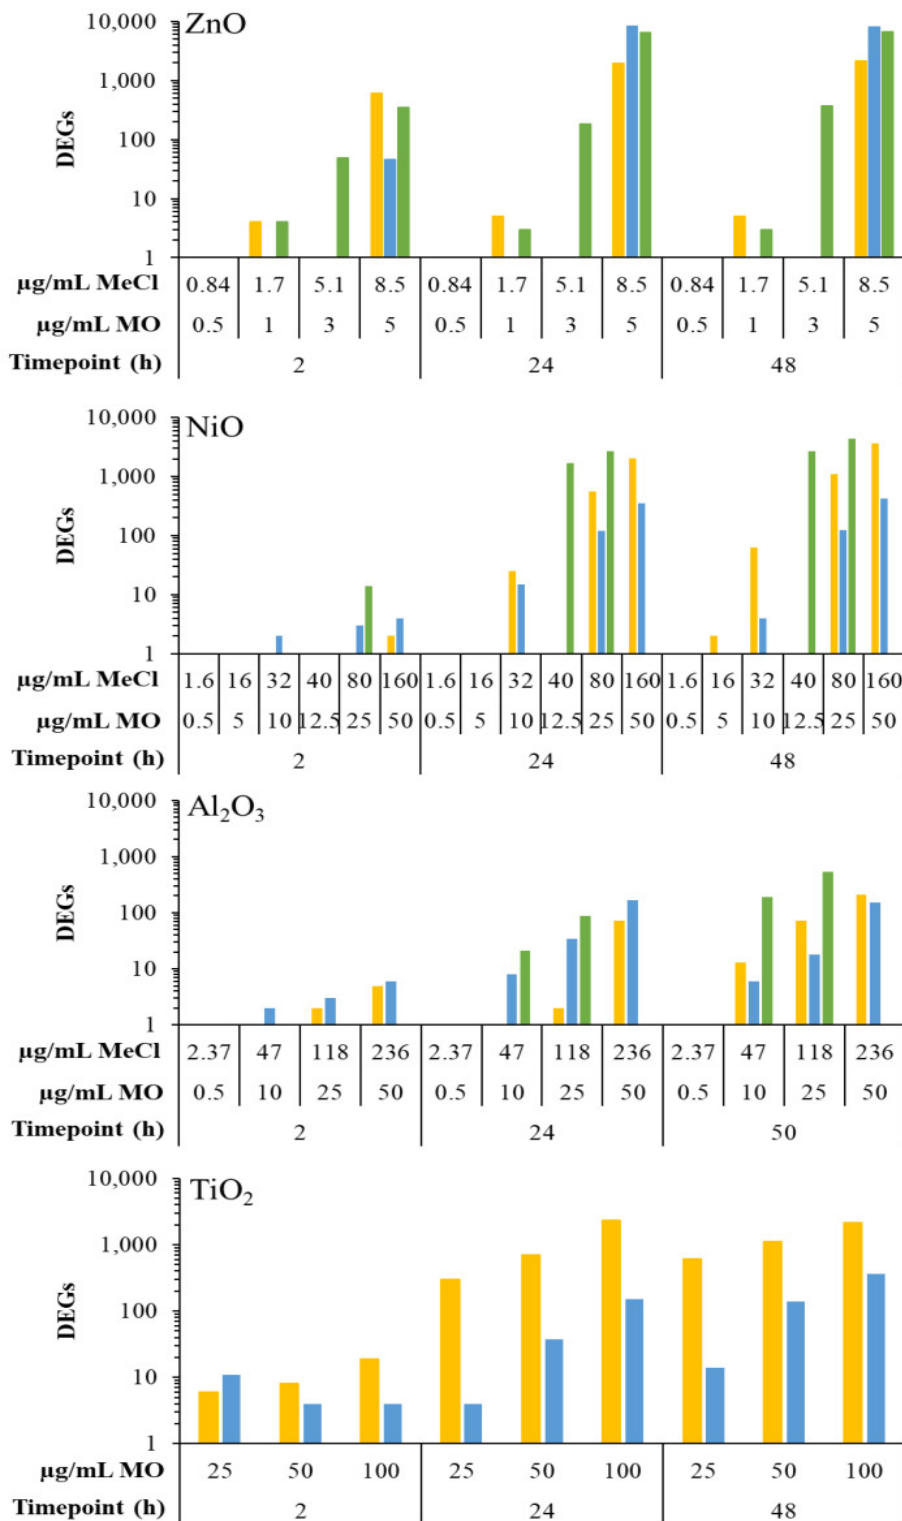 ZnO
10,000
1,000
100
10
1
DEGs
µg/mL MeCl 0.84 1.7 5.1 8.5 0.84 1.7 5.1 8.5 0.84 1.7 5.1 8.5
µg/mL MO 0.5 1 3 5 0.5 1 3 5 0.5 1 3 5
Timepoint (h) 2 24 48
NiO
10,000
1,000
100
10
1
DEGs
µg/mL MeCl 1.6 16 32 40 80 160 1.6 16 32 40 80 160 1.6 16 32 40 80 160
µg/mL MO 0.5 5 10 12.5 25 50 0.5 5 10 12.5 25 50 0.5 5 10 12.5 25 50
Timepoint (h) 2 24 48
Al₂O₃
10,000
1,000
100
10
1
DEGs
µg/mL MeCl 2.37 47 118 236 2.37 47 118 236 2.37 47 118 236
µg/mL MO 0.5 10 25 50 0.5 10 25 50 0.5 10 25 50
Timepoint (h) 2 24 50
TiO₂
10,000
1,000
100
10
1
DEGs
µg/mL MO 25 50 100 25 50 100 25 50 100
Timepoint (h) 2 24 48